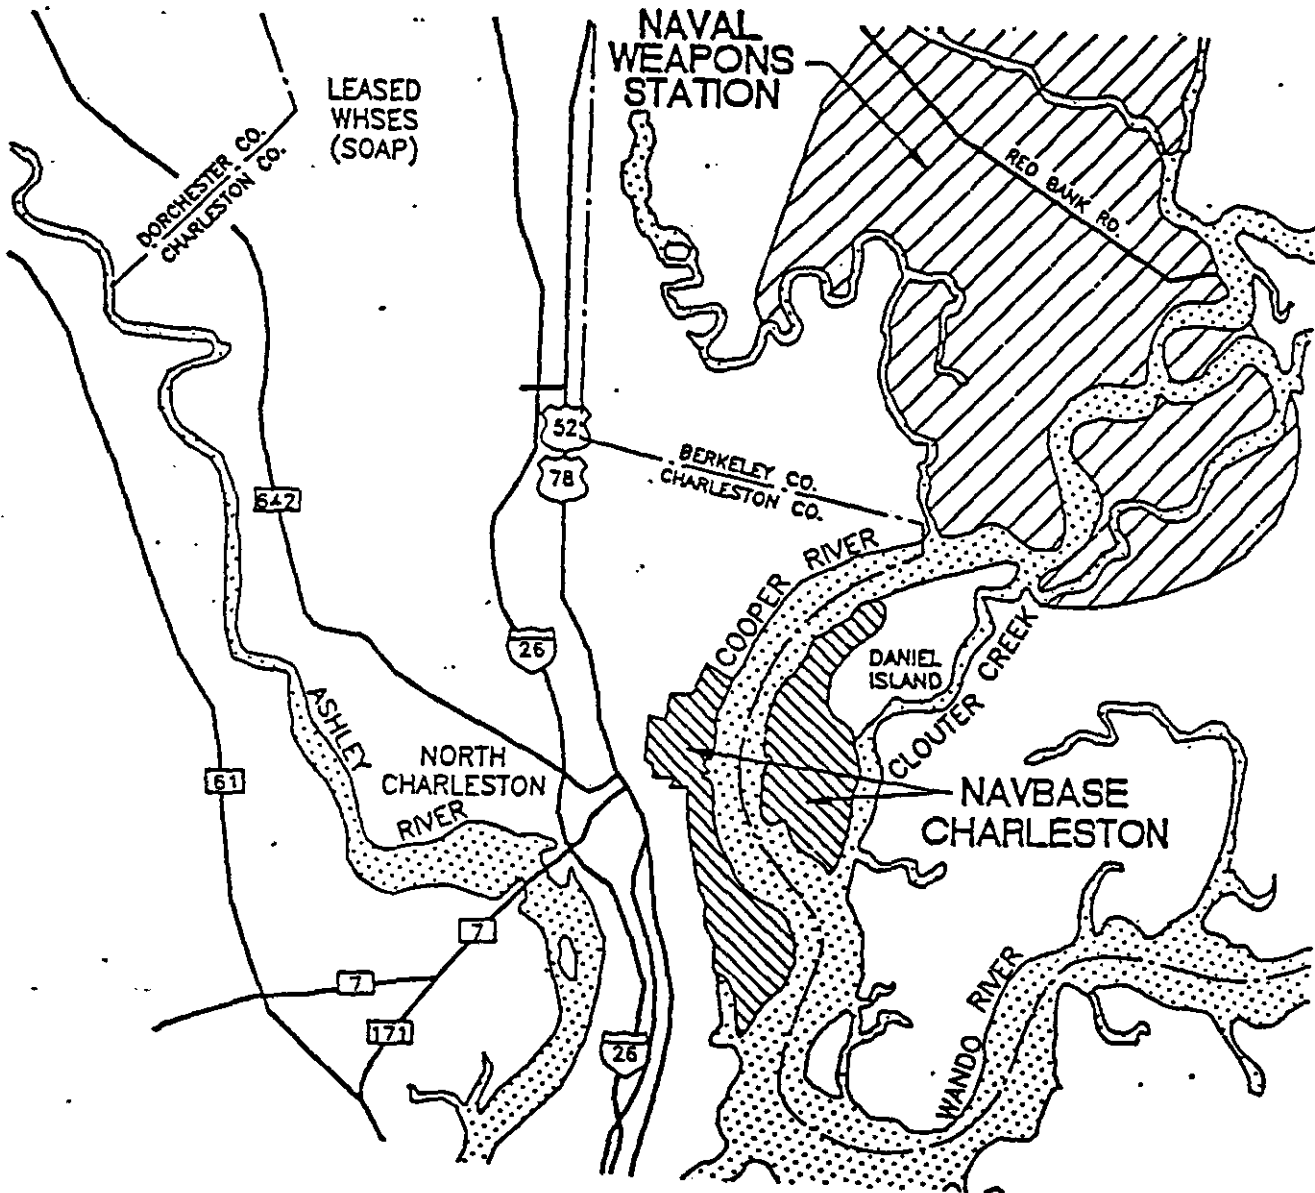 NAVAL
WEAPONS
STATION
LEASED
WHSES
(SOAP)
DORCHESTER CO.
CHARLESTON CO.
RED BANK RD.
52
78
BERKELEY CO.
CHARLESTON CO.
642
COOPER RIVER
26
DANIEL
ISLAND
CLOUTER CREEK
ASHLEY
RIVER
NORTH
CHARLESTON
61
NAVBASE
CHARLESTON
7
7
171
26
WANDO RIVER